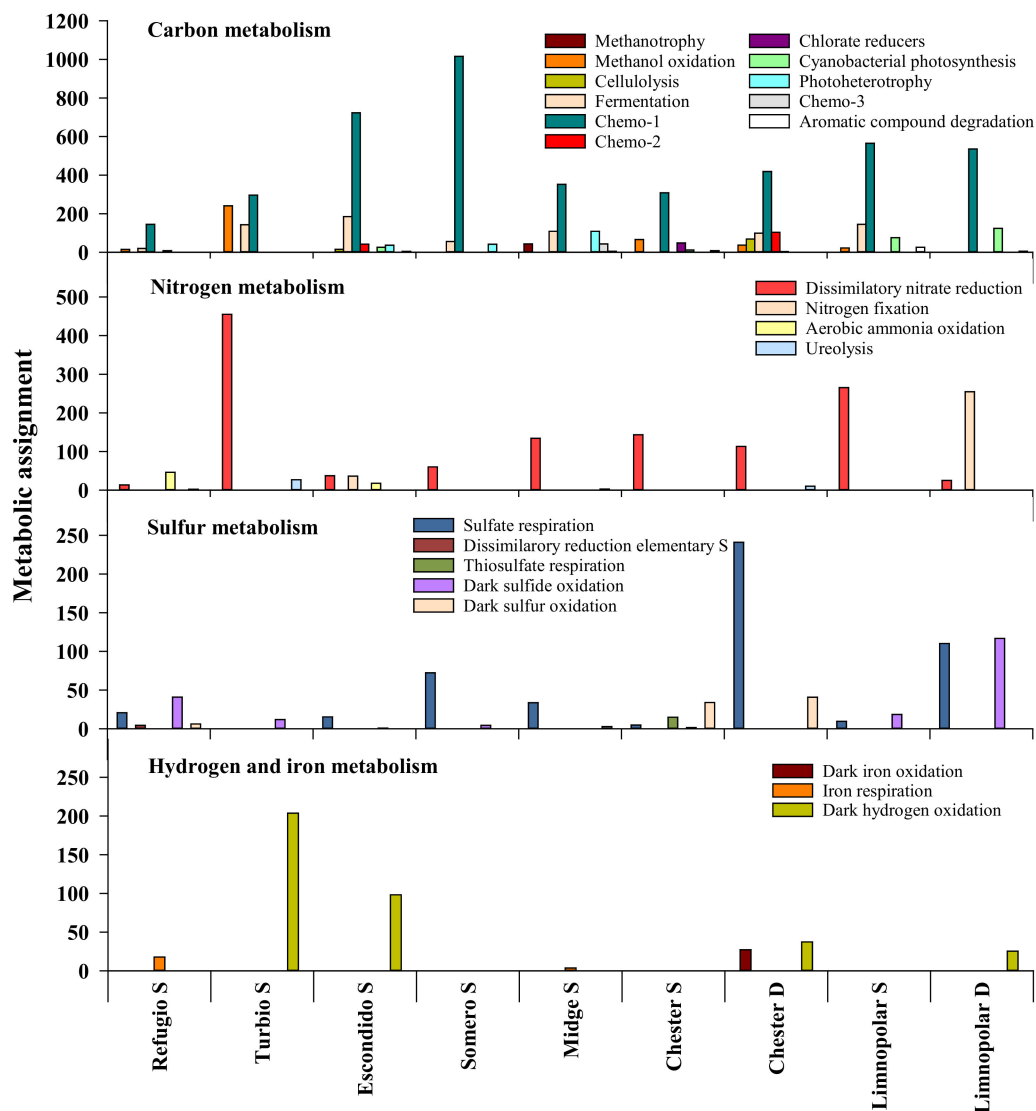 Carbon metabolism
1200
1000
800
600
400
200
0
Methanotrophy
Methanol oxidation
Cellulolysis
Fermentation
Chemo-1
Chemo-2
Chlorate reducers
Cyanobacterial photosynthesis
Photoheterotrophy
Chemo-3
Aromatic compound degradation
Nitrogen metabolism
500
400
300
200
100
0
Dissimilatory nitrate reduction
Nitrogen fixation
Aerobic ammonia oxidation
Ureolysis
Metabolic assignment
Sulfur metabolism
250
200
150
100
50
0
Sulfate respiration
Dissimilarory reduction elementary S
Thiosulfate respiration
Dark sulfide oxidation
Dark sulfur oxidation
Hydrogen and iron metabolism
250
200
150
100
50
0
Dark iron oxidation
Iron respiration
Dark hydrogen oxidation
Refugio S
Turbio S
Escondido S
Somero S
Midge S
Chester S
Chester D
Limnopolar S
Limnopolar D